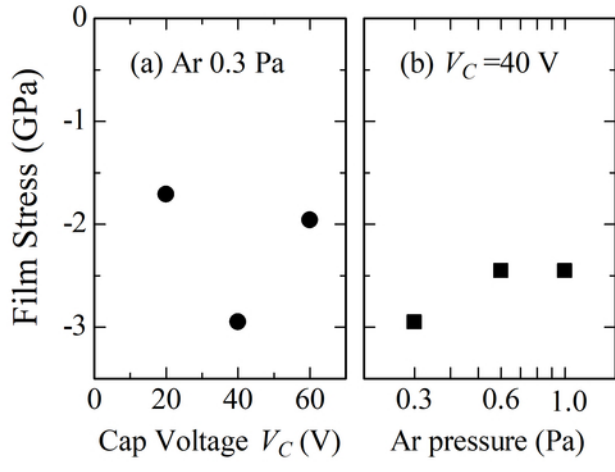 0
-1
-2
-3
Film Stress (GPa)
(a) Ar 0.3 Pa
(b) V_C =40 V
0 20 40 60
0.3 0.6 1.0
Cap Voltage V_C (V)
Ar pressure (Pa)